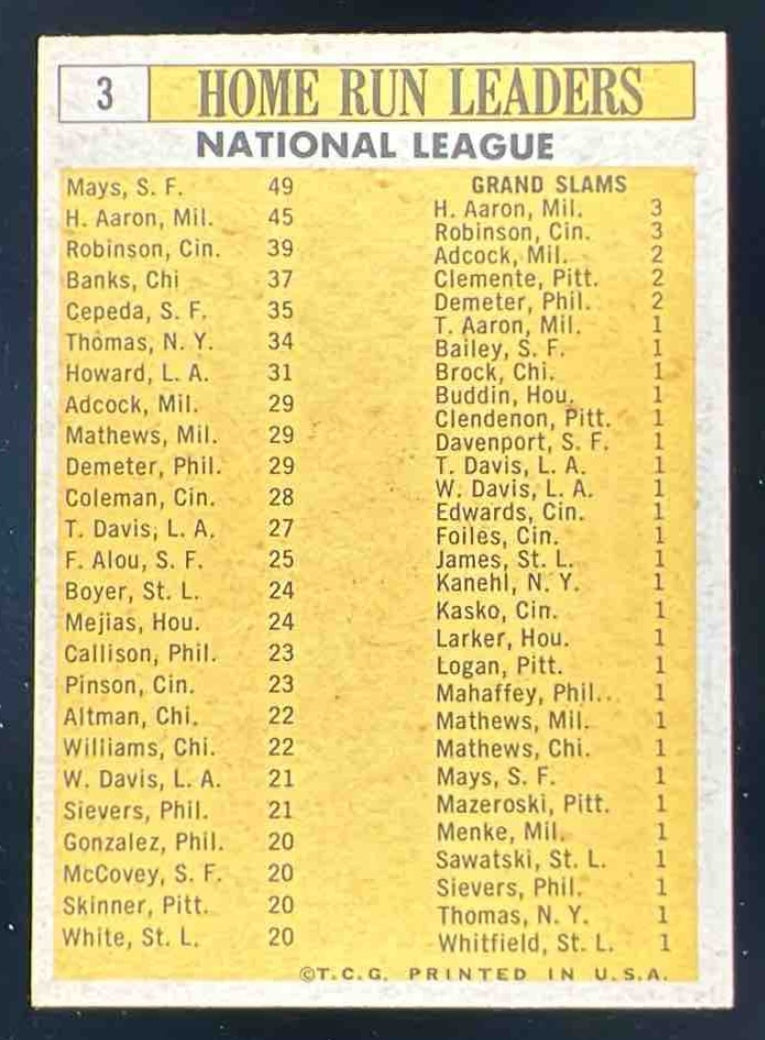 3 HOME RUN LEADERS
NATIONAL LEAGUE
Mays, S. F. 49
H. Aaron, Mil. 45
Robinson, Cin. 39
Banks, Chi 37
Cepeda, S. F. 35
Thomas, N. Y. 34
Howard, L. A. 31
Adcock, Mil. 29
Mathews, Mil. 29
Demeter, Phil. 29
Coleman, Cin. 28
T. Davis, L. A. 27
F. Alou, S. F. 25
Boyer, St. L. 24
Mejias, Hou. 24
Callison, Phil. 23
Pinson, Cin. 23
Altman, Chi. 22
Williams, Chi. 22
W. Davis, L. A. 21
Sievers, Phil. 21
Gonzalez, Phil. 20
McCovey, S. F. 20
Skinner, Pitt. 20
White, St. L. 20
GRAND SLAMS
H. Aaron, Mil. 3
Robinson, Cin. 3
Adcock, Mil. 2
Clemente, Pitt. 2
Demeter, Phil. 2
T. Aaron, Mil. 1
Bailey, S. F. 1
Brock, Chi. 1
Buddin, Hou. 1
Clendenon, Pitt. 1
Davenport, S. F. 1
T. Davis, L. A. 1
W. Davis, L. A. 1
Edwards, Cin. 1
Foiles, Cin. 1
James, St. L. 1
Kanehl, N. Y. 1
Kasko, Cin. 1
Larker, Hou. 1
Logan, Pitt. 1
Mahaffey, Phil... 1
Mathews, Mil. 1
Mathews, Chi. 1
Mays, S. F. 1
Mazeroski, Pitt. 1
Menke, Mil. 1
Sawatski, St. L. 1
Sievers, Phil. 1
Thomas, N. Y. 1
Whitfield, St. L. 1
©T.C.G. PRINTED IN U.S.A.